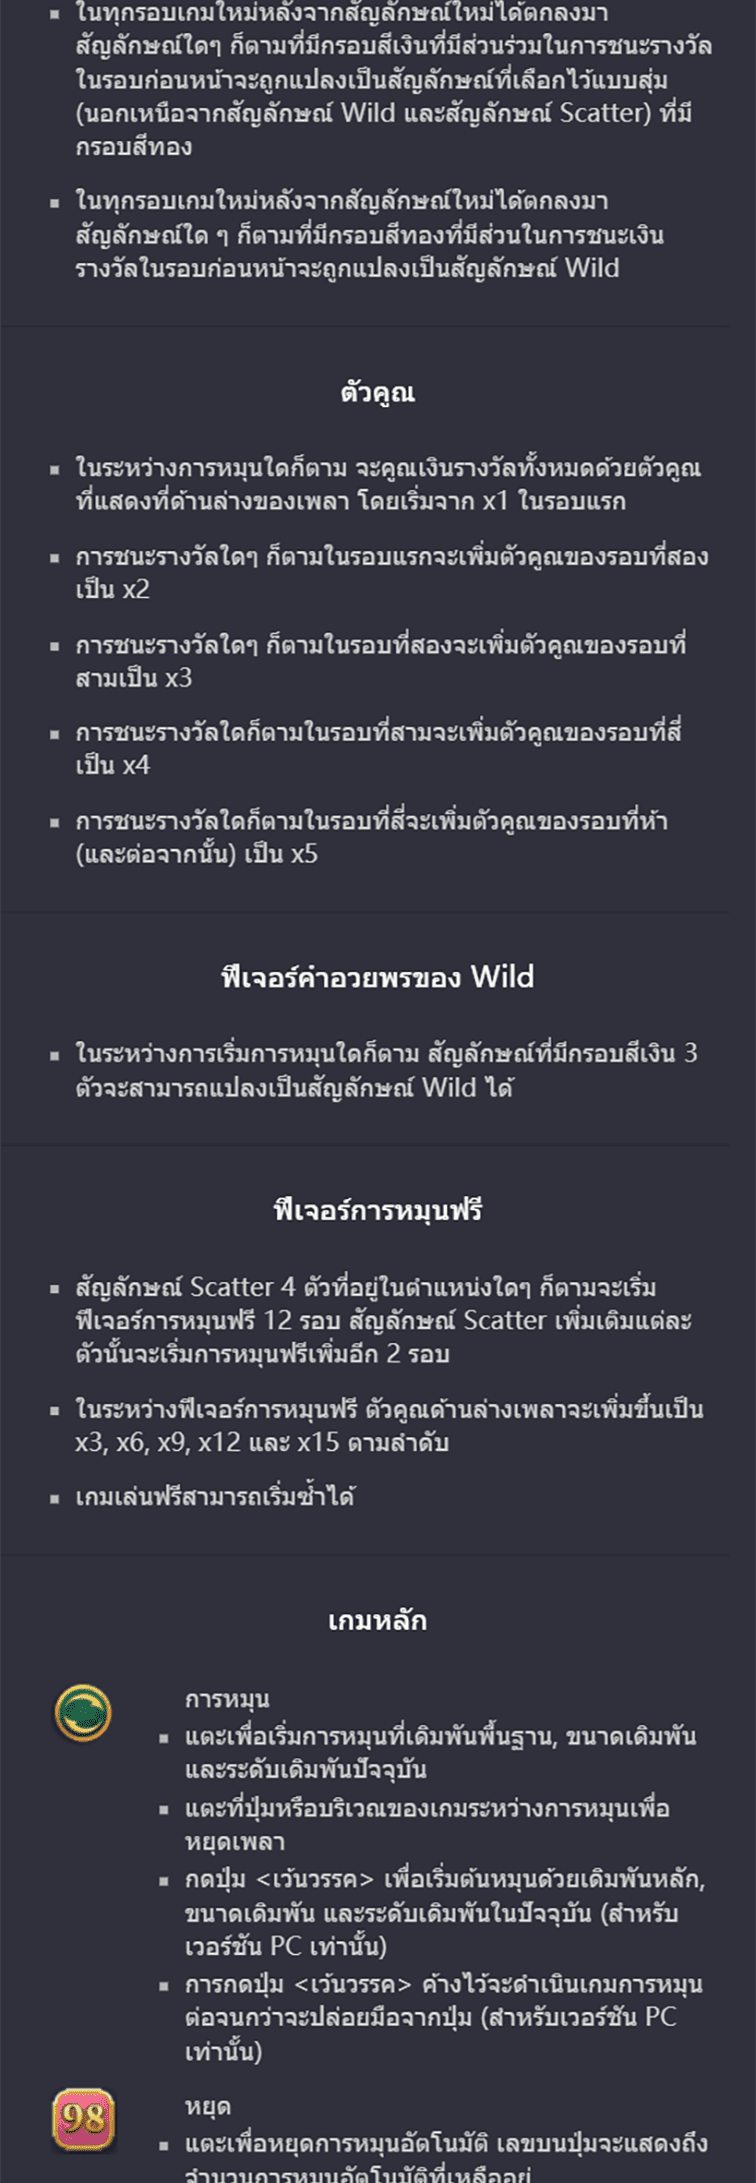 ในทุกรอบเกมใหม่หลังจากสัญลักษณ์ใหม่ได้ตกลงมา
สัญลักษณ์ใดๆ ก็ตามที่มีกรอบสีเงินที่มีส่วนร่วมในการชนะรางวัล
ในรอบก่อนหน้าจะถูกแปลงเป็นสัญลักษณ์ที่เลือกไว้แบบสุ่ม
(นอกเหนือจากสัญลักษณ์ Wild และสัญลักษณ์ Scatter) ที่มี
กรอบสีทอง
ในทุกรอบเกมใหม่หลังจากสัญลักษณ์ใหม่ได้ตกลงมา
สัญลักษณ์ใด ๆ ก็ตามที่มีกรอบสีทองที่มีส่วนในการชนะเงิน
รางวัลในรอบก่อนหน้าจะถูกแปลงเป็นสัญลักษณ์ Wild
ตัวคูณ
ในระหว่างการหมุนใดก็ตาม จะคูณเงินรางวัลทั้งหมดด้วยตัวคูณ
ที่แสดงที่ด้านล่างของเพลา โดยเริ่มจาก x1 ในรอบแรก
การชนะรางวัลใดๆ ก็ตามในรอบแรกจะเพิ่มตัวคูณของรอบที่สอง
เป็น x2
การชนะรางวัลใดๆ ก็ตามในรอบที่สองจะเพิ่มตัวคูณของรอบที่
สามเป็น x3
การชนะรางวัลใดก็ตามในรอบที่สามจะเพิ่มตัวคูณของรอบที่สี่
เป็น x4
การชนะรางวัลใดก็ตามในรอบที่สี่จะเพิ่มตัวคูณของรอบที่ห้า
(และต่อจากนั้น) เป็น x5
ฟีเจอร์คำอวยพรของ Wild
ในระหว่างการเริ่มการหมุนใดก็ตาม สัญลักษณ์ที่มีกรอบสีเงิน 3
ตัวจะสามารถแปลงเป็นสัญลักษณ์ Wild ได้
ฟีเจอร์การหมุนฟรี
สัญลักษณ์ Scatter 4 ตัวที่อยู่ในตำแหน่งใดๆ ก็ตามจะเริ่ม
ฟีเจอร์การหมุนฟรี 12 รอบ สัญลักษณ์ Scatter เพิ่มเติมแต่ละ
ตัวนั้นจะเริ่มการหมุนฟรีเพิ่มอีก 2 รอบ
ในระหว่างฟีเจอร์การหมุนฟรี ตัวคูณด้านล่างเพลาจะเพิ่มขึ้นเป็น
x3, x6, x9, x12 และ x15 ตามลำดับ
เกมเล่นฟรีสามารถเริ่มซ้ำได้
เกมหลัก
การหมุน
แตะเพื่อเริ่มการหมุนที่เดิมพันพื้นฐาน, ขนาดเดิมพัน
และระดับเดิมพันปัจจุบัน
แตะที่ปุ่มหรือบริเวณของเกมระหว่างการหมุนเพื่อ
หยุดเพลา
กดปุ่ม <เว้นวรรค> เพื่อเริ่มต้นหมุนด้วยเดิมพันหลัก,
ขนาดเดิมพัน และระดับเดิมพันในปัจจุบัน (สำหรับ
เวอร์ชัน PC เท่านั้น)
การกดปุ่ม <เว้นวรรค> ค้างไว้จะดำเนินเกมการหมุน
ต่อจนกว่าจะปล่อยมือจากปุ่ม (สำหรับเวอร์ชัน PC
เท่านั้น)
98
หยุด
แตะเพื่อหยุดการหมุนอัตโนมัติ เลขบนปุ่มจะแสดงถึง
จำนวนการหมุนอัตโนมัติที่เหลืออยู่